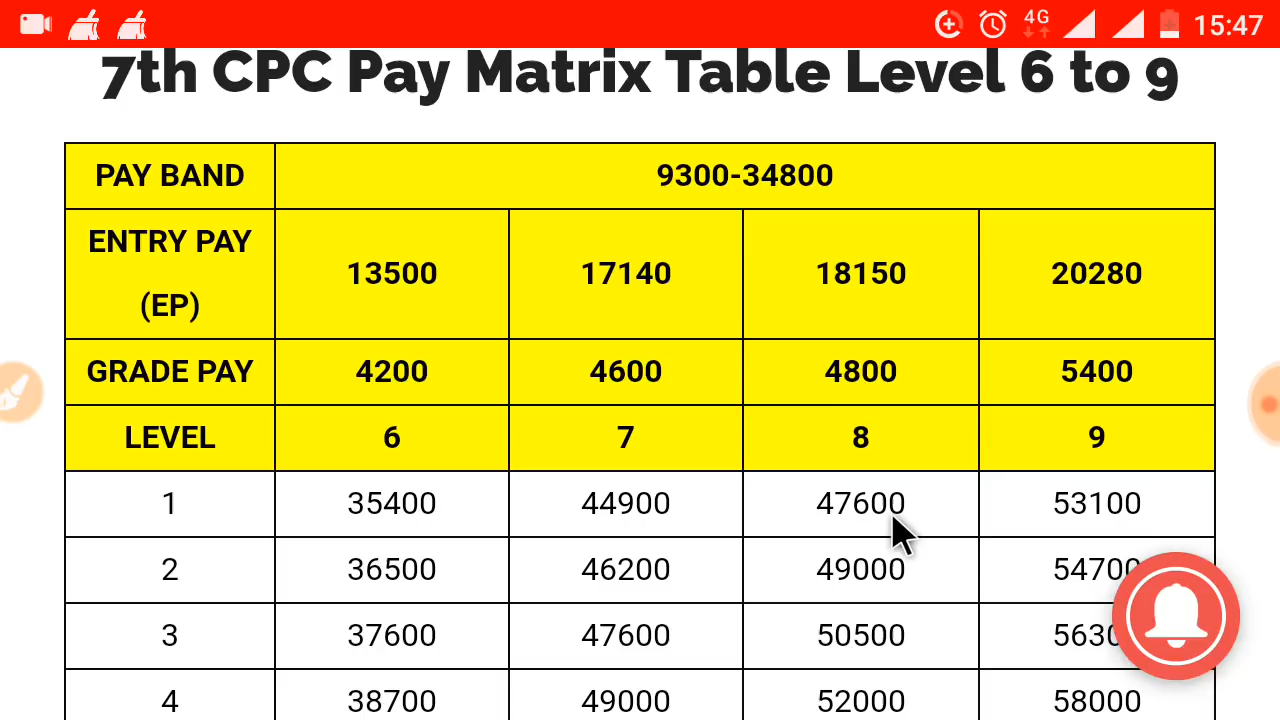 4G 15:47
7th CPC Pay Matrix Table Level 6 to 9
PAY BAND 9300-34800
ENTRY PAY (EP) 13500 17140 18150 20280
GRADE PAY 4200 4600 4800 5400
LEVEL 6 7 8 9
1 35400 44900 47600 53100
2 36500 46200 49000 54700
3 37600 47600 50500 5630
4 38700 49000 52000 58000